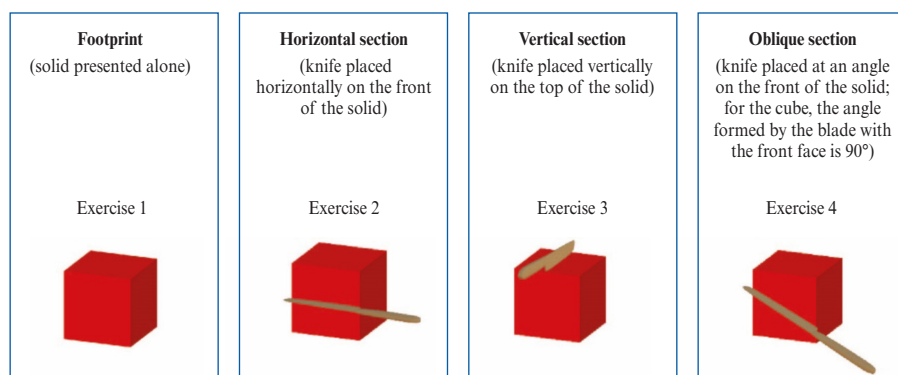 Footprint
(solid presented alone)
Exercise 1
Horizontal section
(knife placed
horizontally on the front
of the solid)
Exercise 2
Vertical section
(knife placed vertically
on the top of the solid)
Exercise 3
Oblique section
(knife placed at an angle
on the front of the solid;
for the cube, the angle
formed by the blade with
the front face is 90°)
Exercise 4